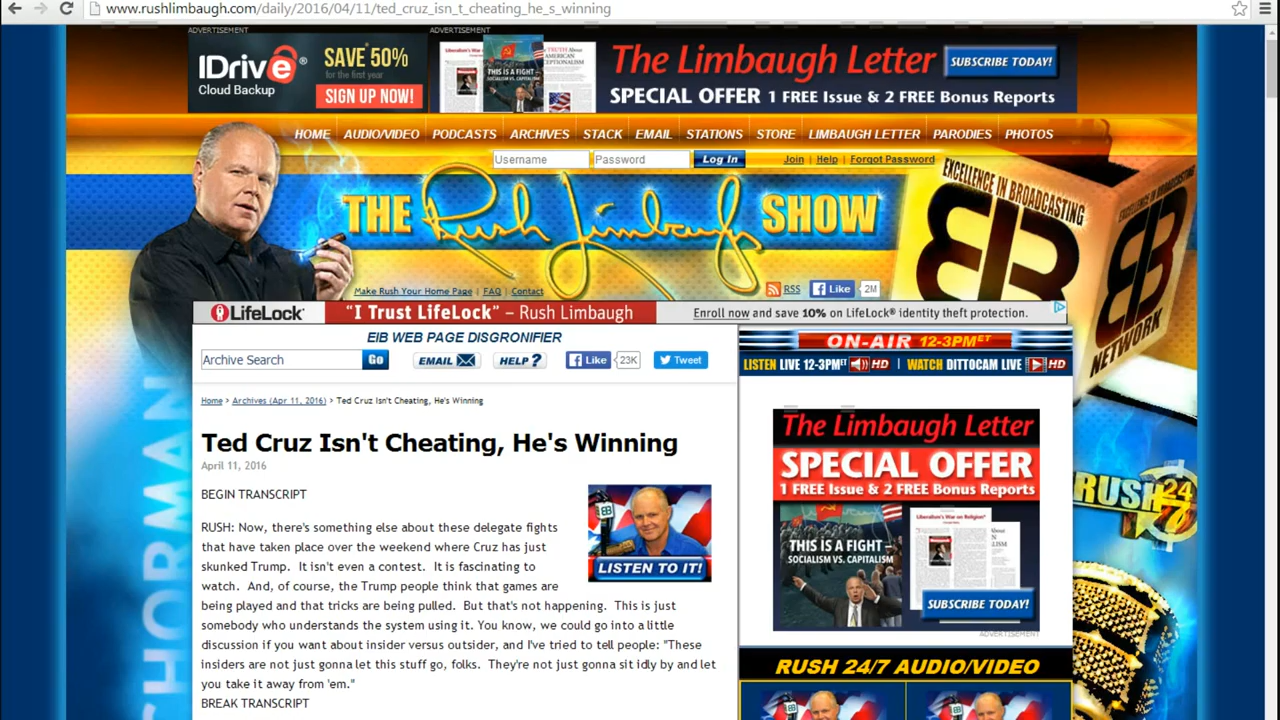 www.rushlimbaugh.com/daily/2016/04/11/ted_cruz_isn_t_cheating_he_s_winning
ADVERTISEMENT
ADVERTISEMENT
IDrive®
Cloud Backup
SAVE 50%
for the first year
SIGN UP NOW!
THIS IS A FIGHT –
SOCIALISM VS. CAPITALISM
The Limbaugh Letter
SUBSCRIBE TODAY!
SPECIAL OFFER 1 FREE Issue & 2 FREE Bonus Reports
HOME
AUDIO/VIDEO
PODCASTS
ARCHIVES
STACK
EMAIL
STATIONS
STORE
LIMBAUGH LETTER
PARODIES
PHOTOS
Username
Password
Log In
Join | Help | Forgot Password
THE Rush Limbaugh SHOW
EXCELLENCE IN BROADCASTING
EIB
NETWORK
EXCELLENCE IN BROADCASTING
EIB
Make Rush Your Home Page | FAQ | Contact
RSS
Like
2M
LifeLock
"I Trust LifeLock" – Rush Limbaugh
Enroll now and save 10% on LifeLock® identity theft protection.
EIB WEB PAGE DISGRONIFIER
Archive Search
GO
EMAIL
HELP ?
Like
23K
Tweet
ON-AIR 12-3PM ET
LISTEN LIVE 12-3PM ET HD | WATCH DITTOCAM LIVE HD
Home > Archives (Apr 11, 2016) > Ted Cruz Isn't Cheating, He's Winning
Ted Cruz Isn't Cheating, He's Winning
April 11, 2016
BEGIN TRANSCRIPT
RUSH: Now, here's something else about these delegate fights
that have taken place over the weekend where Cruz has just
skunked Trump.  It isn't even a contest.  It is fascinating to
watch.  And, of course, the Trump people think that games are
being played and that tricks are being pulled.  But that's not happening.  This is just
somebody who understands the system using it. You know, we could go into a little
discussion if you want about insider versus outsider, and I've tried to tell people: "These
insiders are not just gonna let this stuff go, folks.  They're not just gonna sit idly by and let
you take it away from 'em."
BREAK TRANSCRIPT
EIB
LISTEN TO IT!
The Limbaugh Letter
SPECIAL OFFER
1 FREE Issue & 2 FREE Bonus Reports
THIS IS A FIGHT –
SOCIALISM VS. CAPITALISM
SUBSCRIBE TODAY!
ADVERTISEMENT
RUSH 24/7 AUDIO/VIDEO
RUSH 24/7